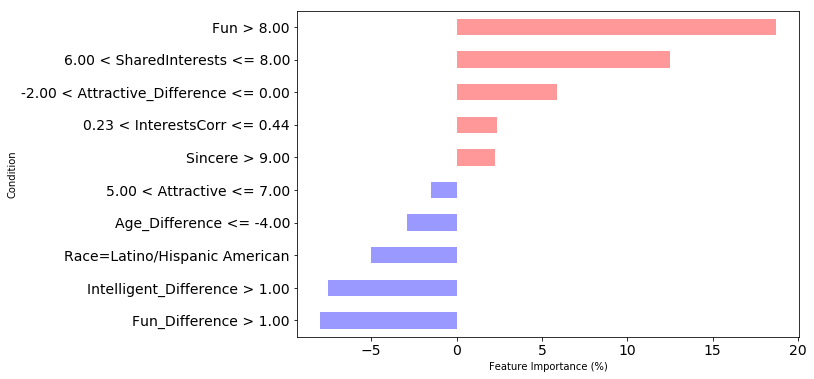 Fun > 8.00
6.00 < SharedInterests <= 8.00
-2.00 < Attractive_Difference <= 0.00
0.23 < InterestsCorr <= 0.44
Sincere > 9.00
5.00 < Attractive <= 7.00
Age_Difference <= -4.00
Race=Latino/Hispanic American
Intelligent_Difference > 1.00
Fun_Difference > 1.00
Condition
−5 0 5 10 15 20
Feature Importance (%)